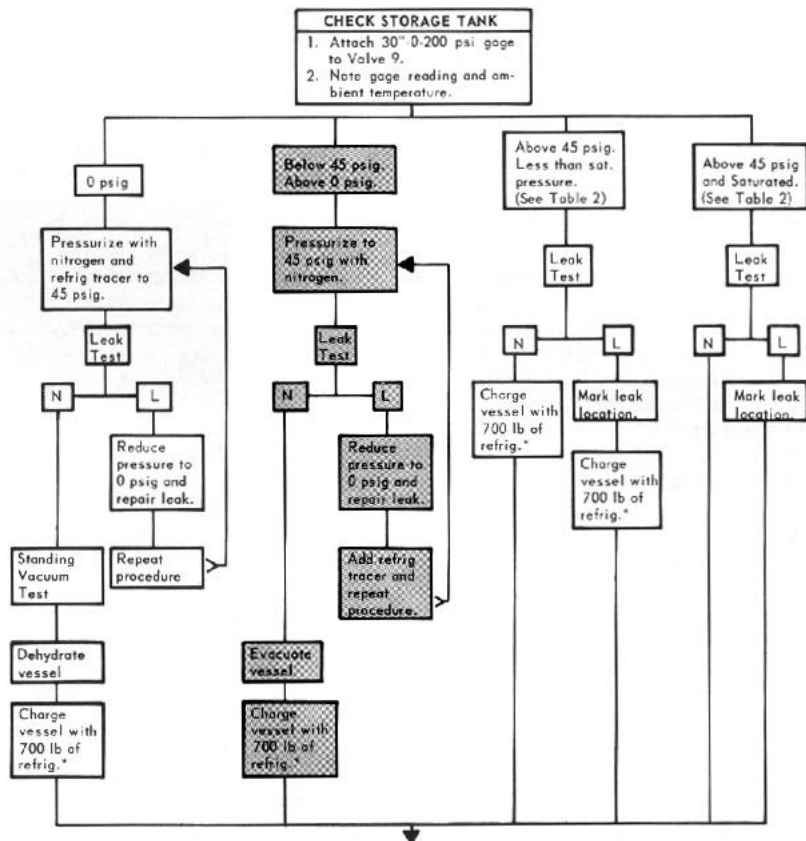 CHECK STORAGE TANK
1. Attach 30"-0-200 psi gage
to Valve 9.
2. Note gage reading and am-
bient temperature.
0 psig
Pressurize with
nitrogen and
refrig tracer to
45 psig.
Leak
Test
N
L
Reduce
pressure to
0 psig and
repair leak.
Standing
Vacuum
Test
Repeat
procedure
Dehydrate
vessel
Charge
vessel with
700 lb of
refrig.*
Below 45 psig.
Above 0 psig.
Pressurize to
45 psig with
nitrogen.
Leak
Test
N
L
Reduce
pressure to
0 psig and
repair leak.
Add refrig
tracer and
repeat
procedure.
Evacuate
vessel
Charge
vessel with
700 lb of
refrig.*
Above 45 psig.
Less than sat.
pressure.
(See Table 2)
Leak
Test
N
L
Charge
vessel with
700 lb of
refrig.*
Mark leak
location.
Charge
vessel with
700 lb of
refrig.*
Above 45 psig
and Saturated.
(See Table 2)
Leak
Test
N
L
Mark leak
location.